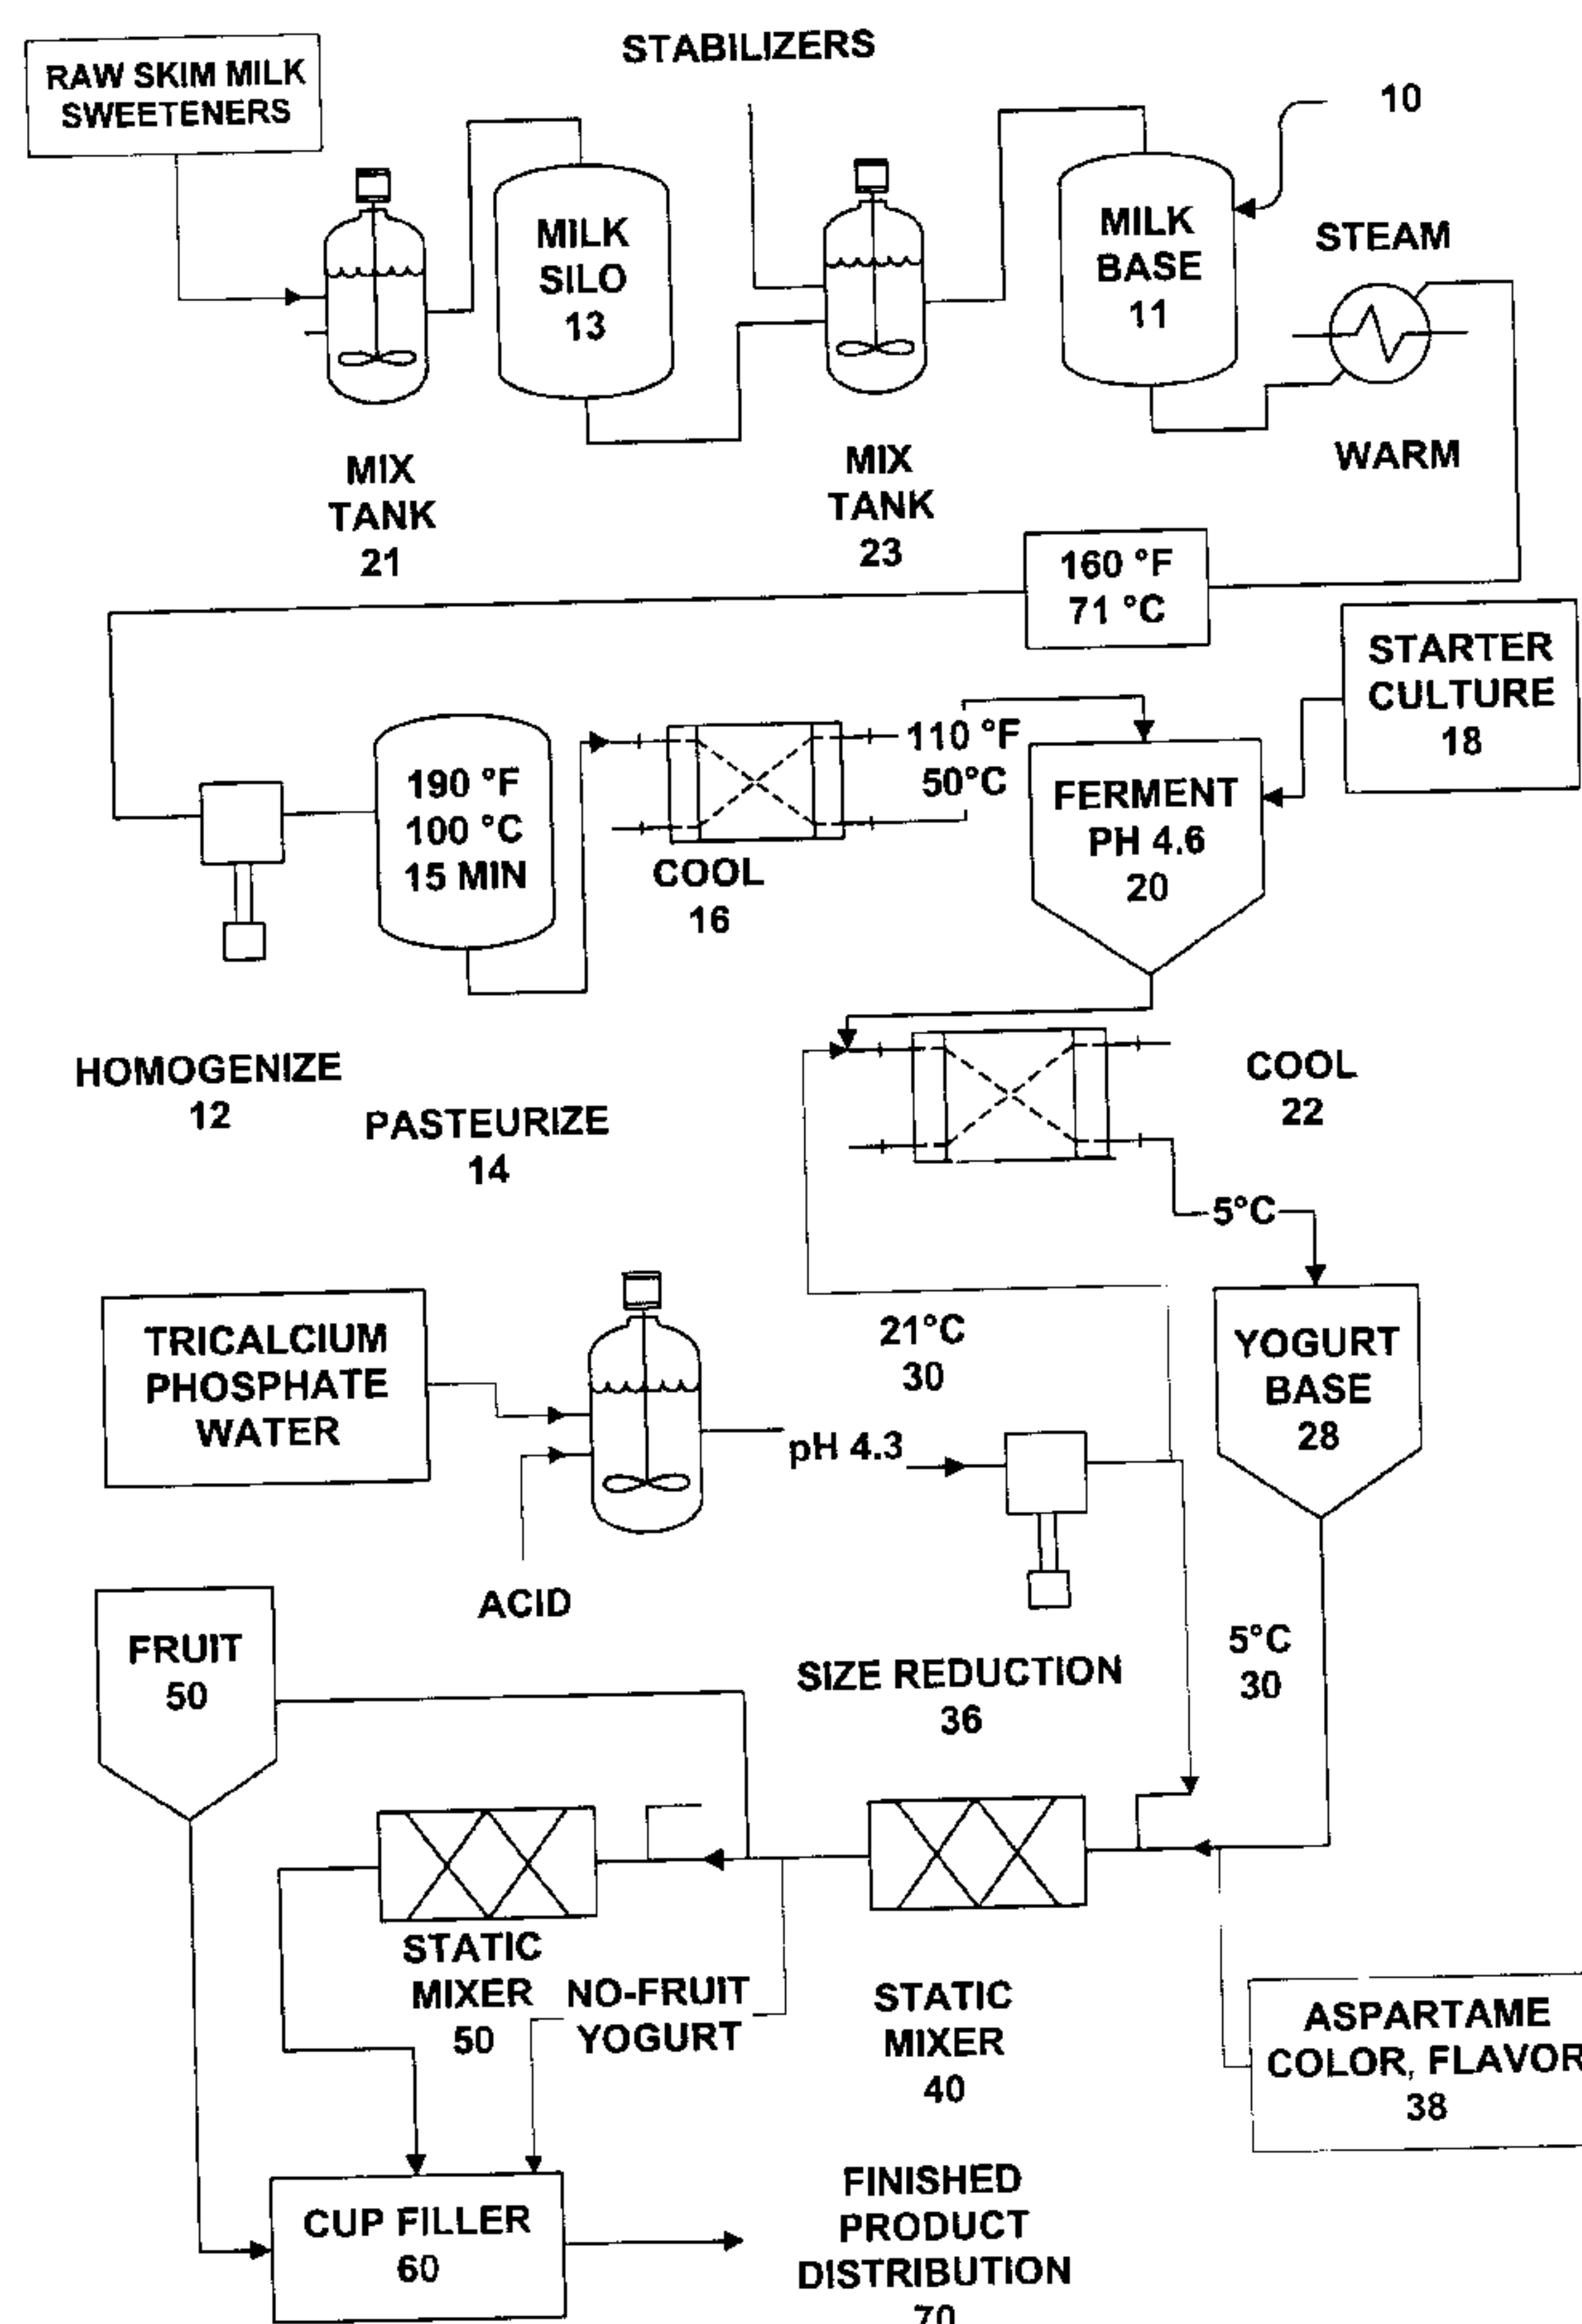 RAW SKIM MILK
SWEETENERS
STABILIZERS
10
MILK
SILO
13
MILK
BASE
11
STEAM
WARM
MIX
TANK
21
MIX
TANK
23
160 °F
71 °C
STARTER
CULTURE
18
190 °F
100 °C
15 MIN
110 °F
50°C
COOL
16
FERMENT
PH 4.6
20
HOMOGENIZE
12
PASTEURIZE
14
COOL
22
5°C
TRICALCIUM
PHOSPHATE
WATER
21°C
30
YOGURT
BASE
28
pH 4.3
ACID
FRUIT
50
SIZE REDUCTION
36
5°C
30
STATIC
MIXER
50
NO-FRUIT
YOGURT
STATIC
MIXER
40
ASPARTAME
COLOR, FLAVOR
38
CUP FILLER
60
FINISHED
PRODUCT
DISTRIBUTION
70